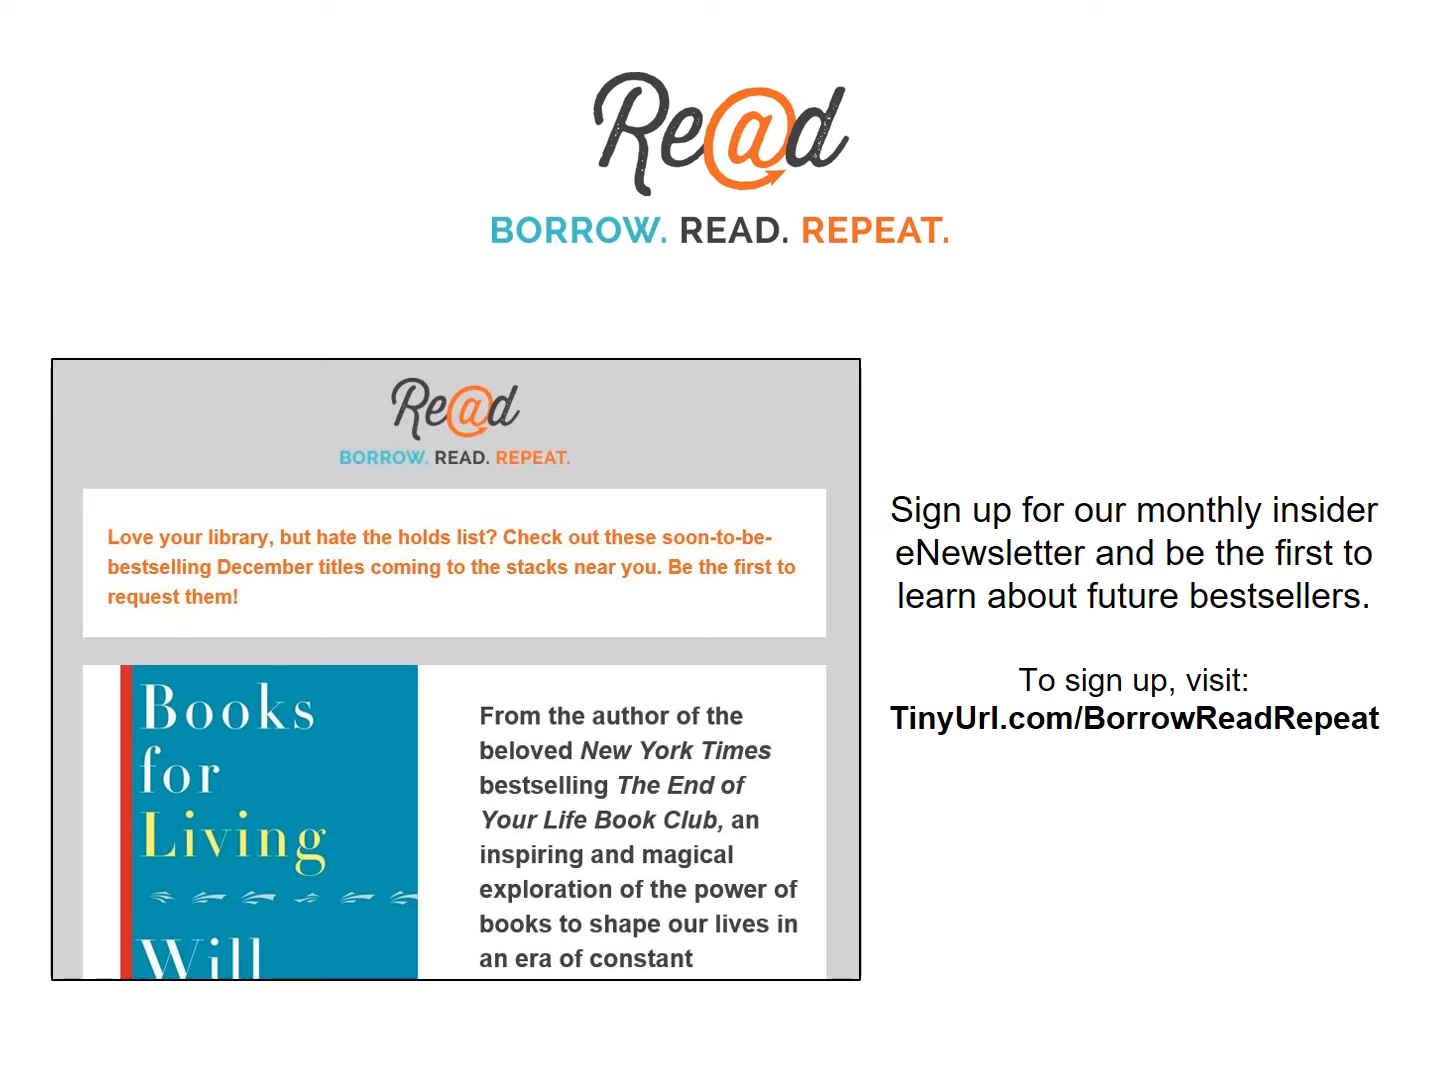 Re@d
BORROW. READ. REPEAT.
Re@d
BORROW. READ. REPEAT.
Love your library, but hate the holds list? Check out these soon-to-be-
bestselling December titles coming to the stacks near you. Be the first to
request them!
Books
for
Living
Will
From the author of the
beloved New York Times
bestselling The End of
Your Life Book Club, an
inspiring and magical
exploration of the power of
books to shape our lives in
an era of constant
Sign up for our monthly insider
eNewsletter and be the first to
learn about future bestsellers.
To sign up, visit:
TinyUrl.com/BorrowReadRepeat